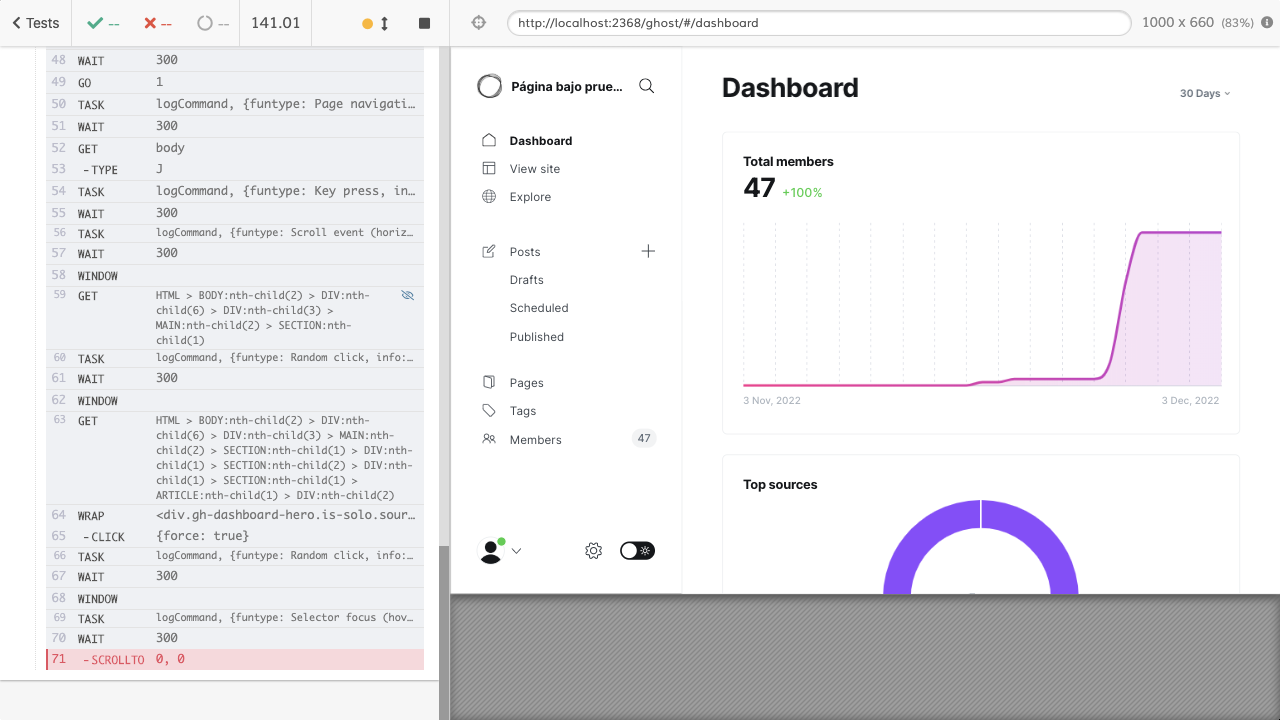 Tests
--
--
--
141.01
http://localhost:2368/ghost/#/dashboard
1000 x 660 (83%)
48 WAIT 300
49 GO 1
50 TASK logCommand, {funtype: Page navigati…
51 WAIT 300
52 GET body
53 -TYPE J
54 TASK logCommand, {funtype: Key press, in…
55 WAIT 300
56 TASK logCommand, {funtype: Scroll event (horiz…
57 WAIT 300
58 WINDOW
59 GET HTML > BODY:nth-child(2) > DIV:nth-
child(6) > DIV:nth-child(3) >
MAIN:nth-child(2) > SECTION:nth-
child(1)
60 TASK logCommand, {funtype: Random click, info:…
61 WAIT 300
62 WINDOW
63 GET HTML > BODY:nth-child(2) > DIV:nth-
child(6) > DIV:nth-child(3) > MAIN:nth-
child(2) > SECTION:nth-child(1) > DIV:nth-
child(1) > SECTION:nth-child(2) > DIV:nth-
child(1) > SECTION:nth-child(1) >
ARTICLE:nth-child(1) > DIV:nth-child(2)
64 WRAP <div.gh-dashboard-hero.is-solo.sour…
65 -CLICK {force: true}
66 TASK logCommand, {funtype: Random click, info:…
67 WAIT 300
68 WINDOW
69 TASK logCommand, {funtype: Selector focus (hov…
70 WAIT 300
71 -SCROLLTO 0, 0
Página bajo prue...
Dashboard
View site
Explore
Posts
Drafts
Scheduled
Published
Pages
Tags
Members 47
Dashboard
30 Days
Total members
47 +100%
3 Nov, 2022
3 Dec, 2022
Top sources